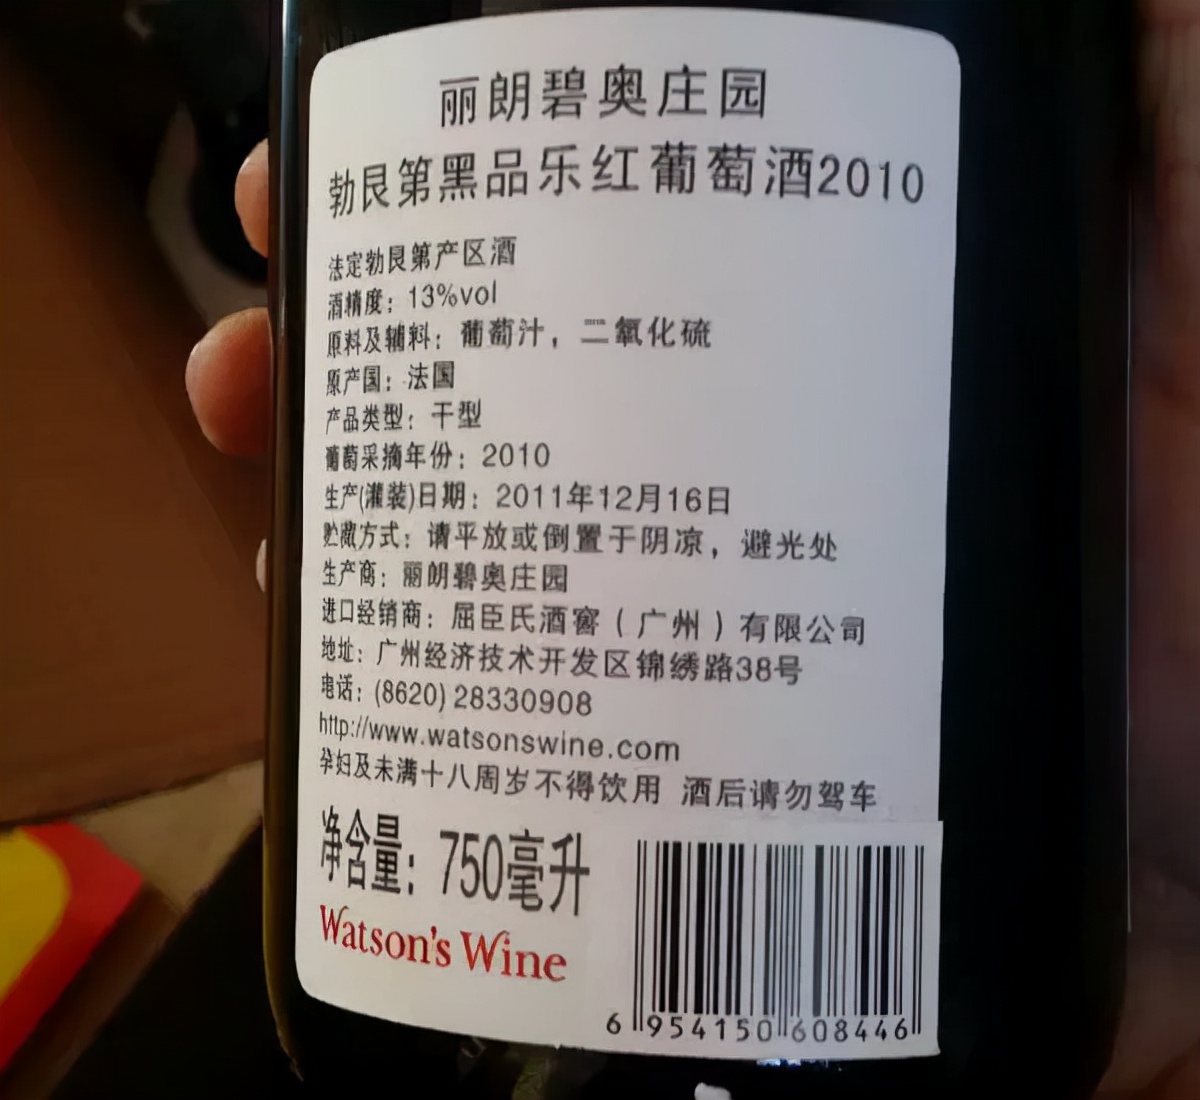 丽朗碧奥庄园
勃艮第黑品乐红葡萄酒2010
法定勃艮第产区酒
酒精度：13%vol
原料及辅料：葡萄汁，二氧化硫
原产国：法国
产品类型：干型
葡萄采摘年份：2010
生产(灌装)日期：2011年12月16日
贮藏方式：请平放或倒置于阴凉，避光处
生产商：丽朗碧奥庄园
进口经销商：屈臣氏酒窖（广州）有限公司
地址：广州经济技术开发区锦绣路38号
电话：(8620) 28330908
http://www.watsonswine.com
孕妇及未满十八周岁不得饮用 酒后请勿驾车
净含量：750毫升
Watson's Wine
6 954150 608446